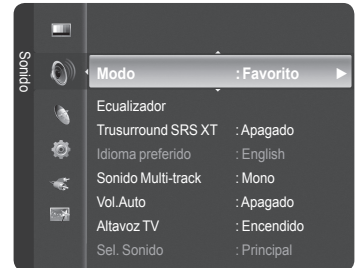 Sonido
Modo : Favorito
Ecualizador
Trusurround SRS XT : Apagado
Idioma preferido : English
Sonido Multi-track : Mono
Vol.Auto : Apagado
Altavoz TV : Encendido
Sel. Sonido : Principal